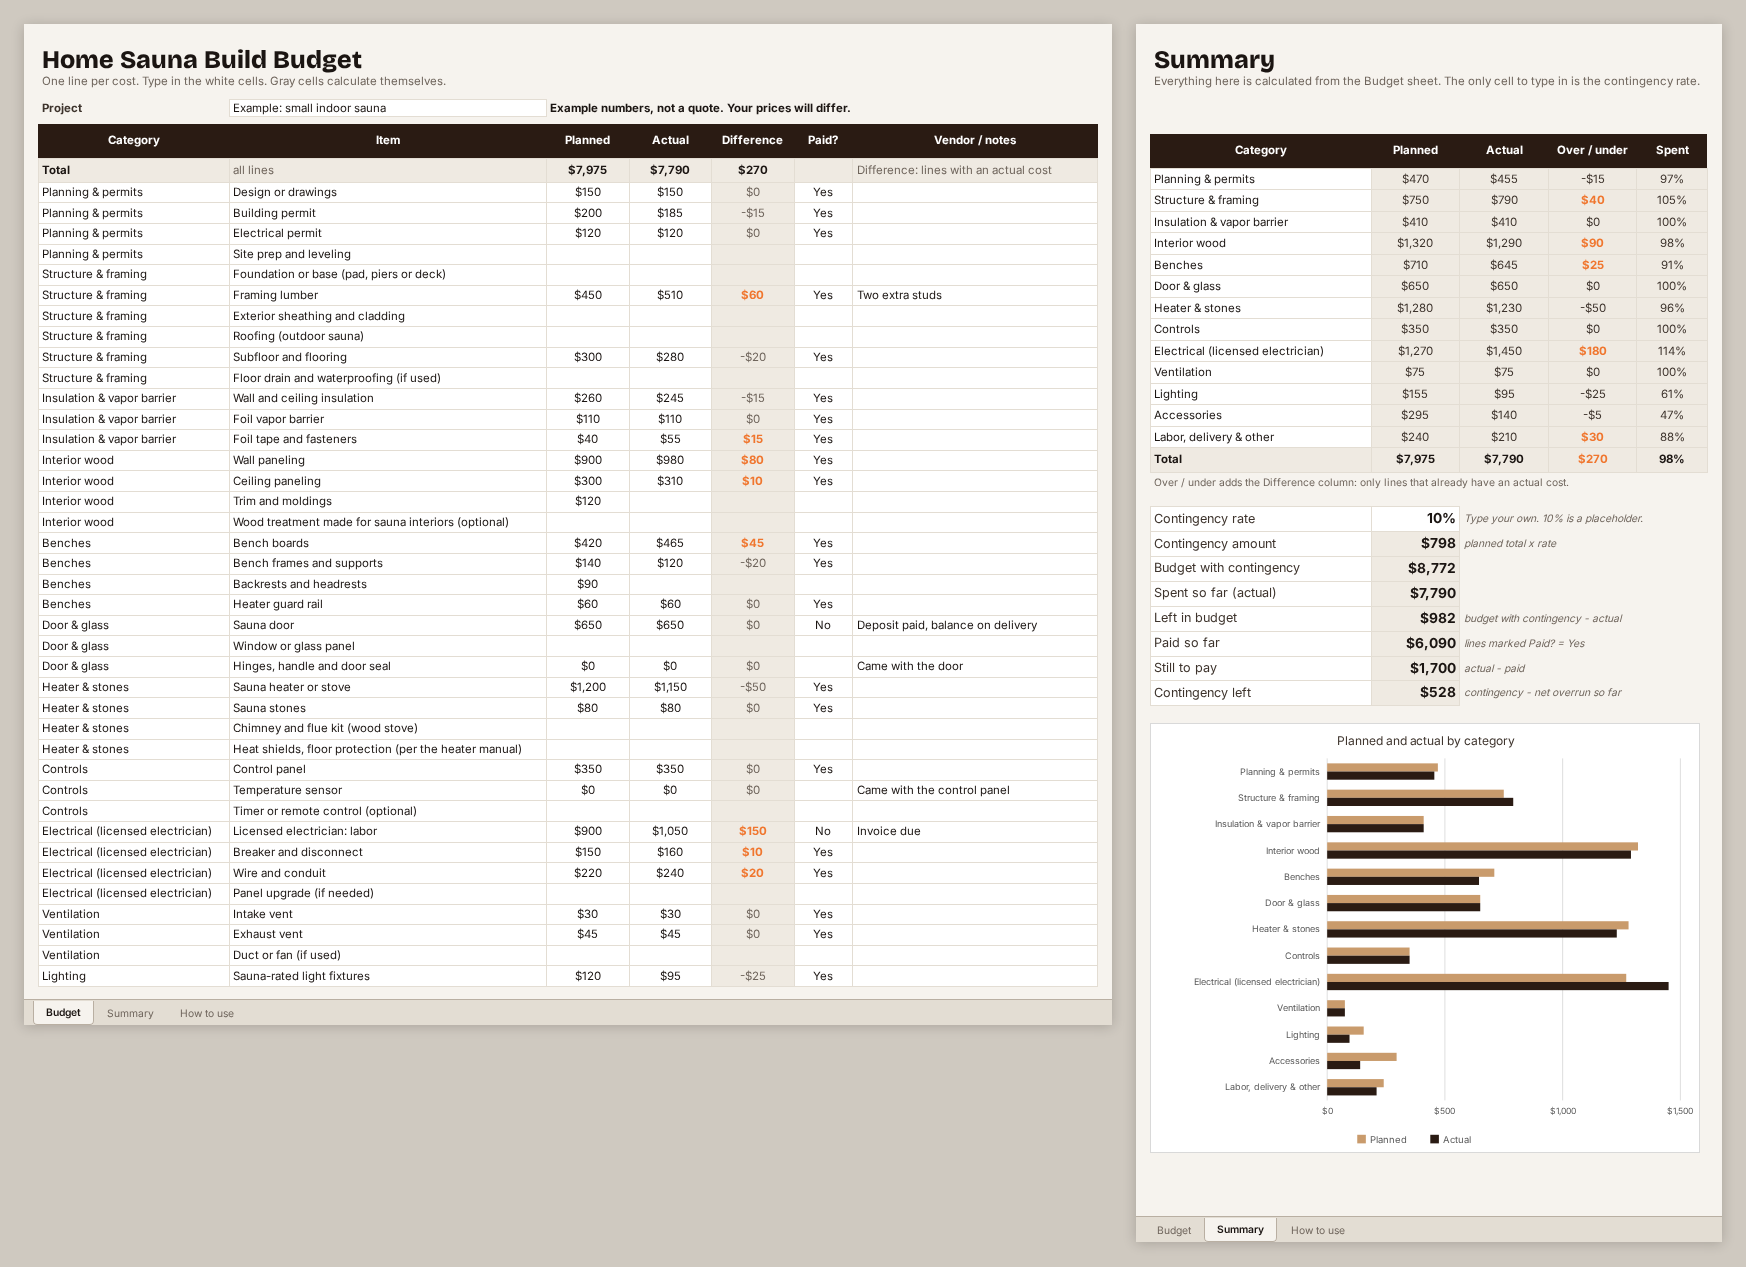 Home Sauna Build Budget
One line per cost. Type in the white cells. Gray cells calculate themselves.
Project Example: small indoor sauna Example numbers, not a quote. Your prices will differ.
Category Item Planned Actual Difference Paid? Vendor / notes
Total all lines $7,975 $7,790 $270 Difference: lines with an actual cost
Planning & permits Design or drawings $150 $150 $0 Yes
Planning & permits Building permit $200 $185 -$15 Yes
Planning & permits Electrical permit $120 $120 $0 Yes
Planning & permits Site prep and leveling
Structure & framing Foundation or base (pad, piers or deck)
Structure & framing Framing lumber $450 $510 $60 Yes Two extra studs
Structure & framing Exterior sheathing and cladding
Structure & framing Roofing (outdoor sauna)
Structure & framing Subfloor and flooring $300 $280 -$20 Yes
Structure & framing Floor drain and waterproofing (if used)
Insulation & vapor barrier Wall and ceiling insulation $260 $245 -$15 Yes
Insulation & vapor barrier Foil vapor barrier $110 $110 $0 Yes
Insulation & vapor barrier Foil tape and fasteners $40 $55 $15 Yes
Interior wood Wall paneling $900 $980 $80 Yes
Interior wood Ceiling paneling $300 $310 $10 Yes
Interior wood Trim and moldings $120
Interior wood Wood treatment made for sauna interiors (optional)
Benches Bench boards $420 $465 $45 Yes
Benches Bench frames and supports $140 $120 -$20 Yes
Benches Backrests and headrests $90
Benches Heater guard rail $60 $60 $0 Yes
Door & glass Sauna door $650 $650 $0 No Deposit paid, balance on delivery
Door & glass Window or glass panel
Door & glass Hinges, handle and door seal $0 $0 $0 Came with the door
Heater & stones Sauna heater or stove $1,200 $1,150 -$50 Yes
Heater & stones Sauna stones $80 $80 $0 Yes
Heater & stones Chimney and flue kit (wood stove)
Heater & stones Heat shields, floor protection (per the heater manual)
Controls Control panel $350 $350 $0 Yes
Controls Temperature sensor $0 $0 $0 Came with the control panel
Controls Timer or remote control (optional)
Electrical (licensed electrician) Licensed electrician: labor $900 $1,050 $150 No Invoice due
Electrical (licensed electrician) Breaker and disconnect $150 $160 $10 Yes
Electrical (licensed electrician) Wire and conduit $220 $240 $20 Yes
Electrical (licensed electrician) Panel upgrade (if needed)
Ventilation Intake vent $30 $30 $0 Yes
Ventilation Exhaust vent $45 $45 $0 Yes
Ventilation Duct or fan (if used)
Lighting Sauna-rated light fixtures $120 $95 -$25 Yes
Budget Summary How to use
Summary
Everything here is calculated from the Budget sheet. The only cell to type in is the contingency rate.
Category Planned Actual Over / under Spent
Planning & permits $470 $455 -$15 97%
Structure & framing $750 $790 $40 105%
Insulation & vapor barrier $410 $410 $0 100%
Interior wood $1,320 $1,290 $90 98%
Benches $710 $645 $25 91%
Door & glass $650 $650 $0 100%
Heater & stones $1,280 $1,230 -$50 96%
Controls $350 $350 $0 100%
Electrical (licensed electrician) $1,270 $1,450 $180 114%
Ventilation $75 $75 $0 100%
Lighting $155 $95 -$25 61%
Accessories $295 $140 -$5 47%
Labor, delivery & other $240 $210 $30 88%
Total $7,975 $7,790 $270 98%
Over / under adds the Difference column: only lines that already have an actual cost.
Contingency rate 10% Type your own. 10% is a placeholder.
Contingency amount $798 planned total x rate
Budget with contingency $8,772
Spent so far (actual) $7,790
Left in budget $982 budget with contingency - actual
Paid so far $6,090 lines marked Paid? = Yes
Still to pay $1,700 actual - paid
Contingency left $528 contingency - net overrun so far
Planned and actual by category
Planning & permits
Structure & framing
Insulation & vapor barrier
Interior wood
Benches
Door & glass
Heater & stones
Controls
Electrical (licensed electrician)
Ventilation
Lighting
Accessories
Labor, delivery & other
$0 $500 $1,000 $1,500
Planned Actual
Budget Summary How to use